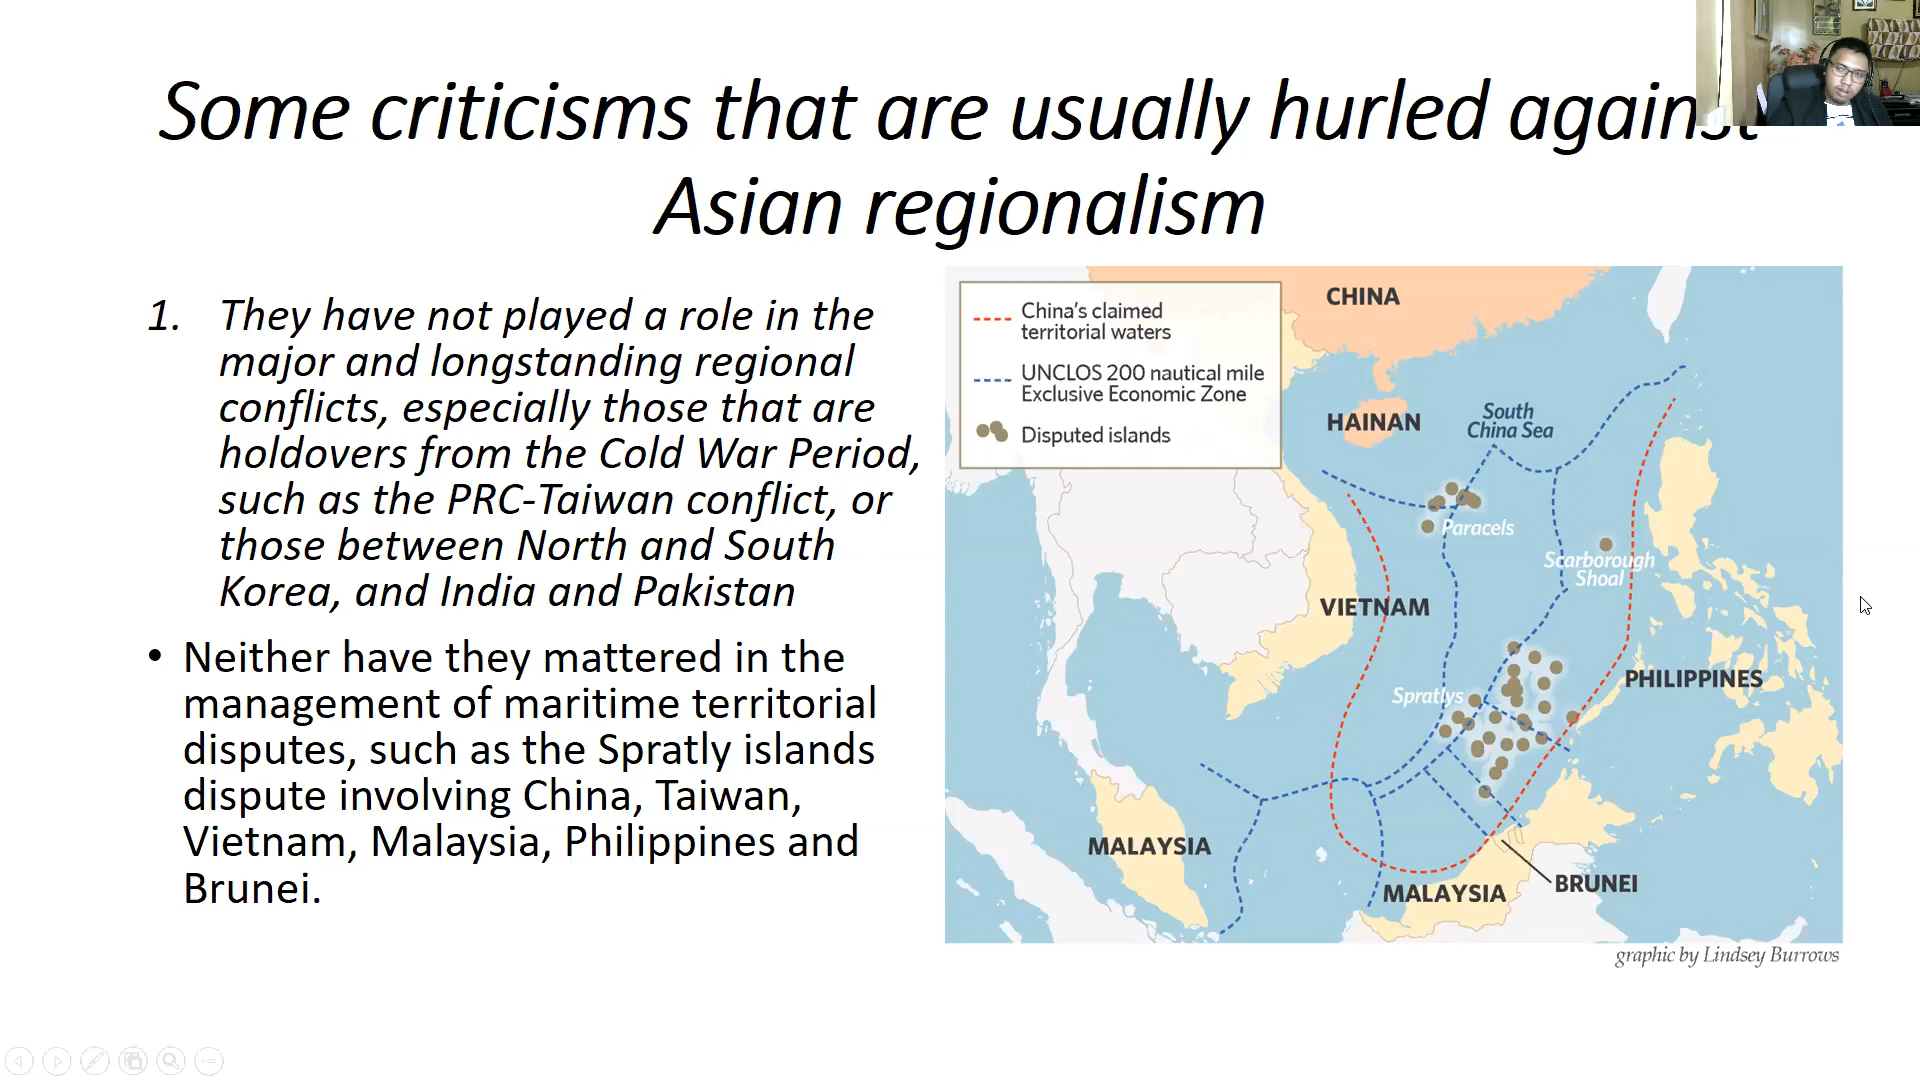 Some criticisms that are usually hurled against
Asian regionalism
1. They have not played a role in the
major and longstanding regional
conflicts, especially those that are
holdovers from the Cold War Period,
such as the PRC-Taiwan conflict, or
those between North and South
Korea, and India and Pakistan
• Neither have they mattered in the
management of maritime territorial
disputes, such as the Spratly islands
dispute involving China, Taiwan,
Vietnam, Malaysia, Philippines and
Brunei.
China's claimed
territorial waters
UNCLOS 200 nautical mile
Exclusive Economic Zone
Disputed islands
CHINA
HAINAN
South
China Sea
Paracels
Scarborough
Shoal
VIETNAM
Spratlys
PHILIPPINES
MALAYSIA
MALAYSIA
BRUNEI
graphic by Lindsey Burrows